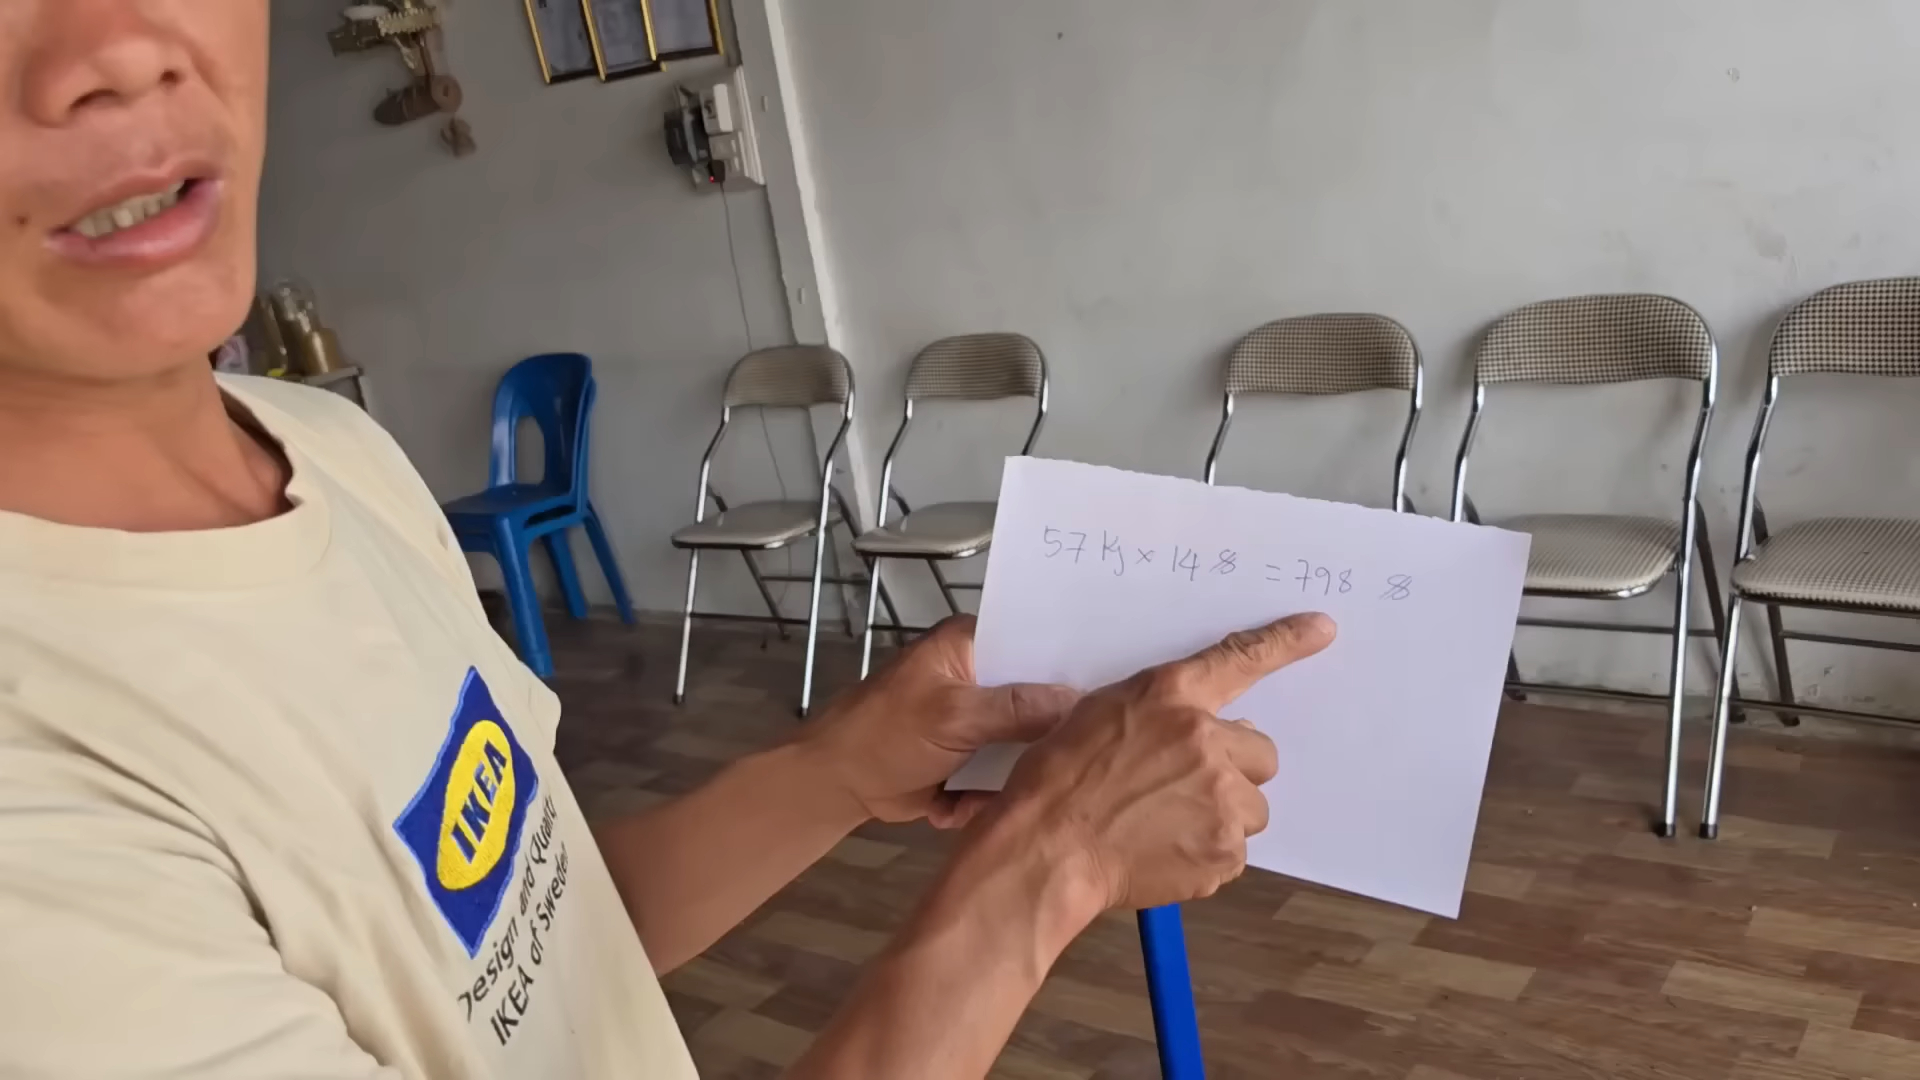 57 kg × 14 $ = 798 $
IKEA
Design and Quality
IKEA of Sweden